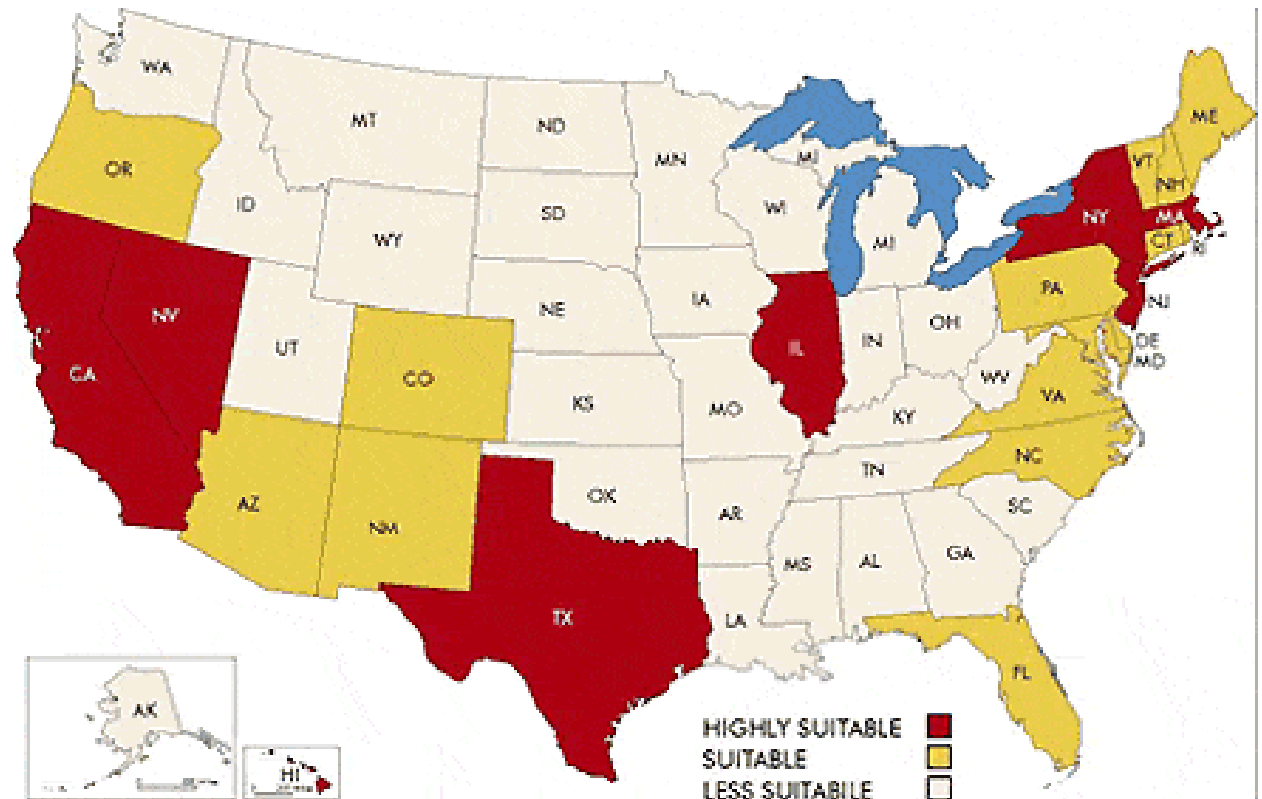 WA
MT
ND
MN
MI
ME
VT
NH
OR
ID
SD
WI
NY
MA
WY
MI
CT
RI
NV
NE
IA
PA
NJ
UT
IL
IN
OH
DE
MD
CA
CO
KS
MO
WV
VA
KY
NC
TN
AZ
NM
OK
AR
SC
MS
AL
GA
TX
LA
FL
AK
HI
HIGHLY SUITABLE
SUITABLE
LESS SUITABILE